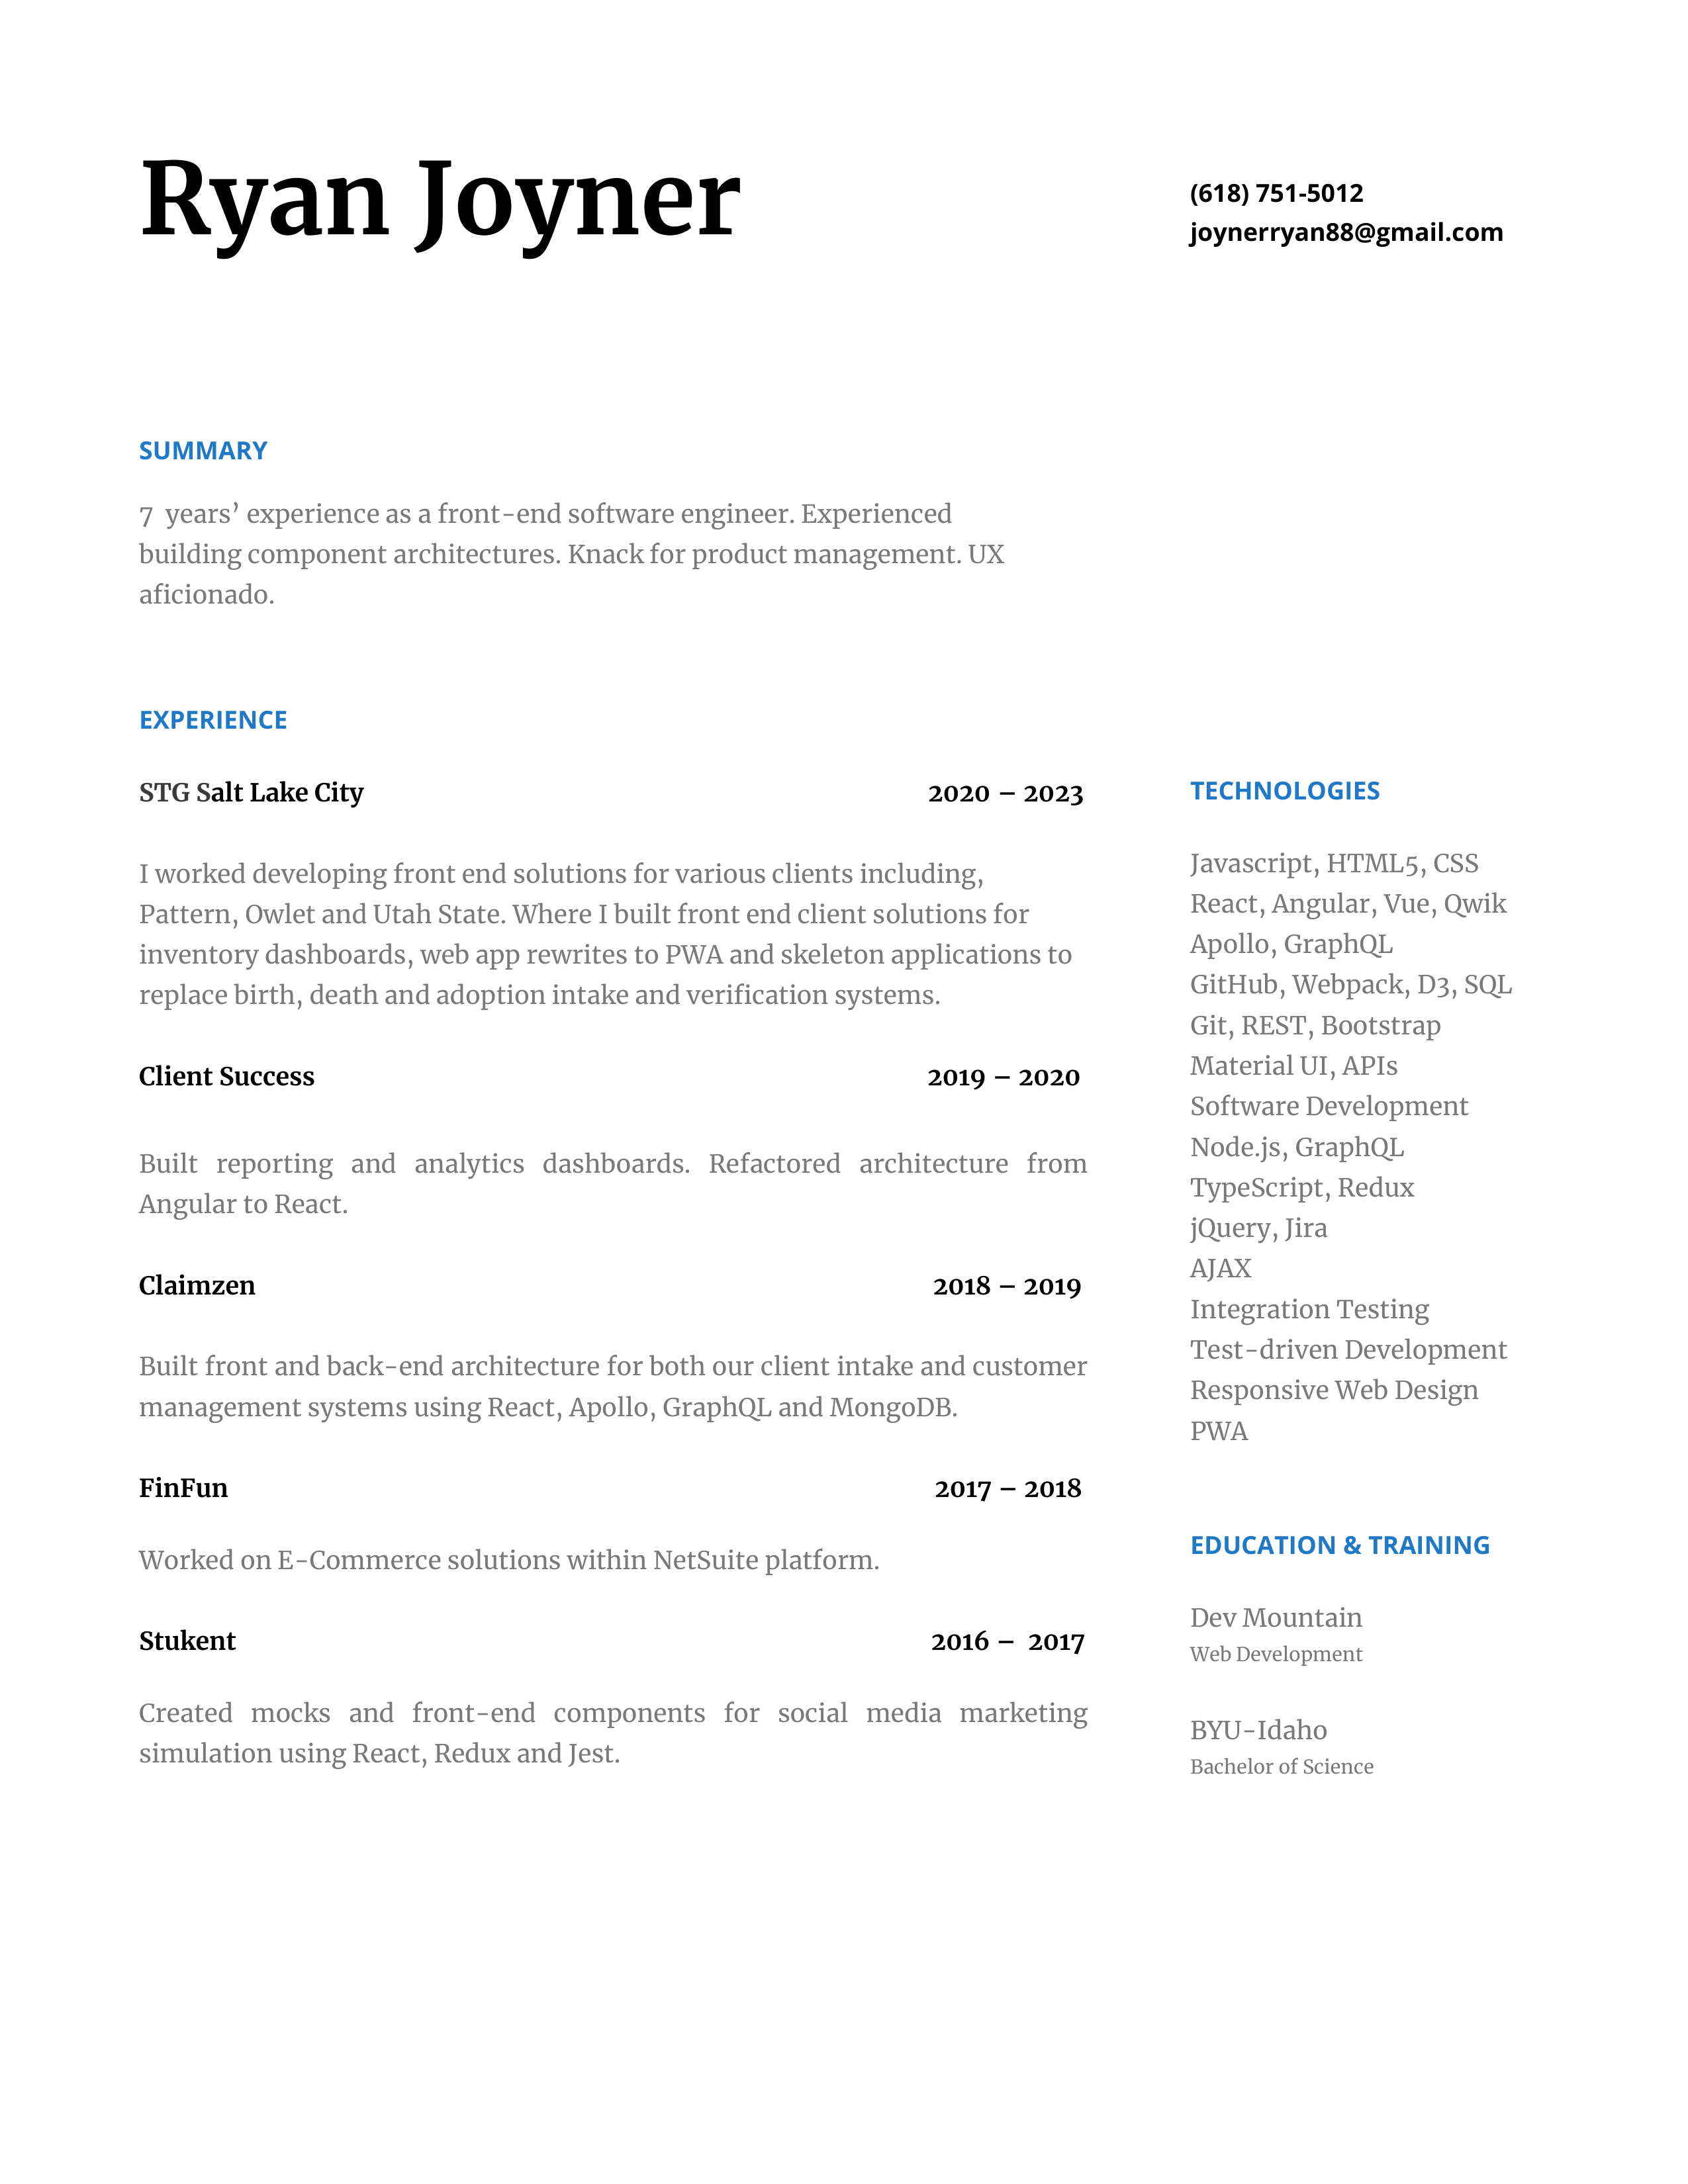 Ryan Joyner
(618) 751-5012
joynerryan88@gmail.com
SUMMARY
7  years’ experience as a front-end software engineer. Experienced
building component architectures. Knack for product management. UX
aficionado.
EXPERIENCE
STG Salt Lake City 2020 – 2023
I worked developing front end solutions for various clients including,
Pattern, Owlet and Utah State. Where I built front end client solutions for
inventory dashboards, web app rewrites to PWA and skeleton applications to
replace birth, death and adoption intake and verification systems.
Client Success 2019 – 2020
Built reporting and analytics dashboards. Refactored architecture from
Angular to React.
Claimzen 2018 – 2019
Built front and back-end architecture for both our client intake and customer
management systems using React, Apollo, GraphQL and MongoDB.
FinFun 2017 – 2018
Worked on E-Commerce solutions within NetSuite platform.
Stukent 2016 –  2017
Created mocks and front-end components for social media marketing
simulation using React, Redux and Jest.
TECHNOLOGIES
Javascript, HTML5, CSS
React, Angular, Vue, Qwik
Apollo, GraphQL
GitHub, Webpack, D3, SQL
Git, REST, Bootstrap
Material UI, APIs
Software Development
Node.js, GraphQL
TypeScript, Redux
jQuery, Jira
AJAX
Integration Testing
Test-driven Development
Responsive Web Design
PWA
EDUCATION & TRAINING
Dev Mountain
Web Development
BYU-Idaho
Bachelor of Science